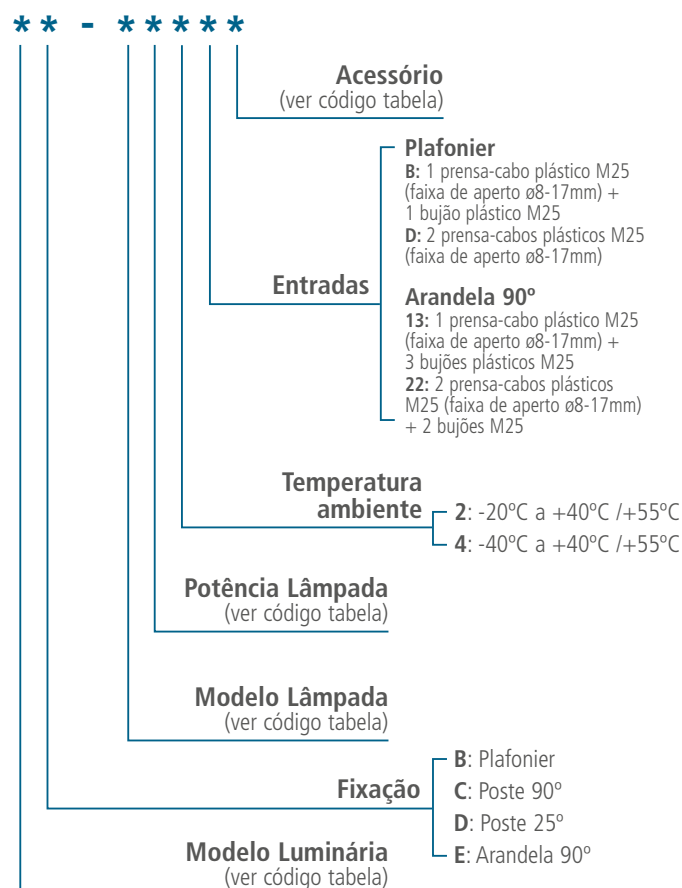 ** - *****
Acessório
(ver código tabela)
Plafonier
B: 1 prensa-cabo plástico M25
(faixa de aperto ø8-17mm) +
1 bujão plástico M25
D: 2 prensa-cabos plásticos M25
(faixa de aperto ø8-17mm)
Entradas
Arandela 90º
13: 1 prensa-cabo plástico M25
(faixa de aperto ø8-17mm) +
3 bujões plásticos M25
22: 2 prensa-cabos plásticos
M25 (faixa de aperto ø8-17mm)
+ 2 bujões M25
Temperatura
ambiente
2: -20ºC a +40ºC /+55ºC
4: -40ºC a +40ºC /+55ºC
Potência Lâmpada
(ver código tabela)
Modelo Lâmpada
(ver código tabela)
Fixação
B: Plafonier
C: Poste 90º
D: Poste 25º
E: Arandela 90º
Modelo Luminária
(ver código tabela)